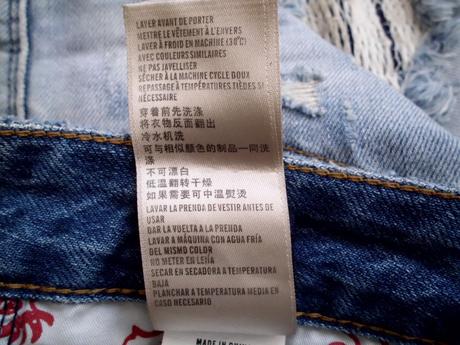 LAVER AVANT DE PORTER
METTRE LE VÊTEMENT À L'ENVERS
LAVER À FROID EN MACHINE (30°C)
AVEC COULEURS SIMILAIRES
NE PAS JAVELLISER
SÉCHER À LA MACHINE CYCLE DOUX
REPASSAGE À TEMPÉRATURES TIÈDES SI
NÉCESSAIRE
穿着前先洗涤
将衣物反面翻出
冷水机洗
可与相似颜色的制品一同洗
涤
不可漂白
低温翻转干燥
如果需要可中温熨烫
LAVAR LA PRENDA DE VESTIR ANTES DE
USAR
DAR LA VUELTA A LA PRENDA
LAVAR A MÁQUINA CON AGUA FRÍA
DEL MISMO COLOR
NO METER EN LEJÍA
SECAR EN SECADORA A TEMPERATURA
BAJA
PLANCHAR A TEMPERATURA MEDIA EN
CASO NECESARIO
MADE IN